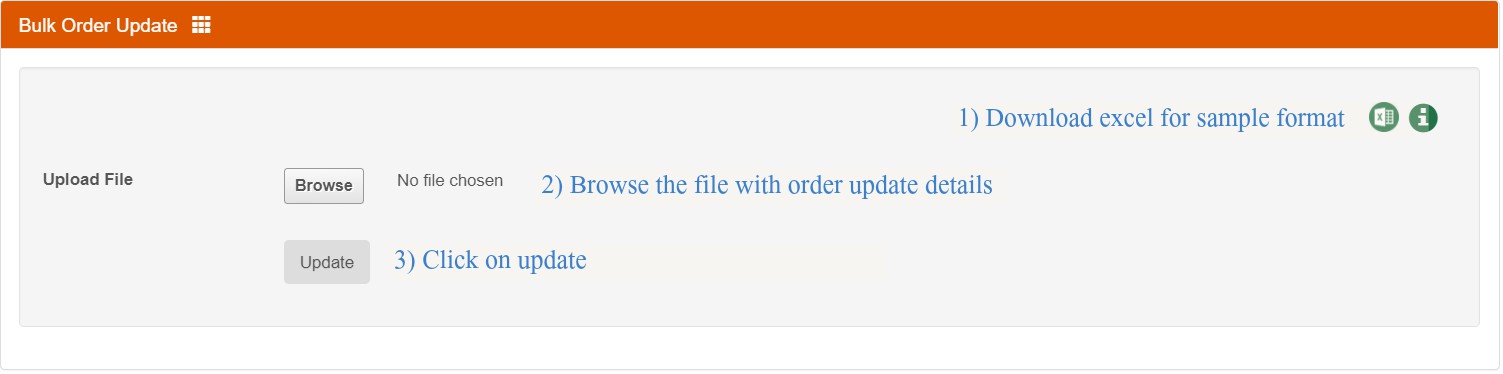 Bulk Order Update
1) Download excel for sample format
Upload File
Browse
No file chosen
2) Browse the file with order update details
Update
3) Click on update